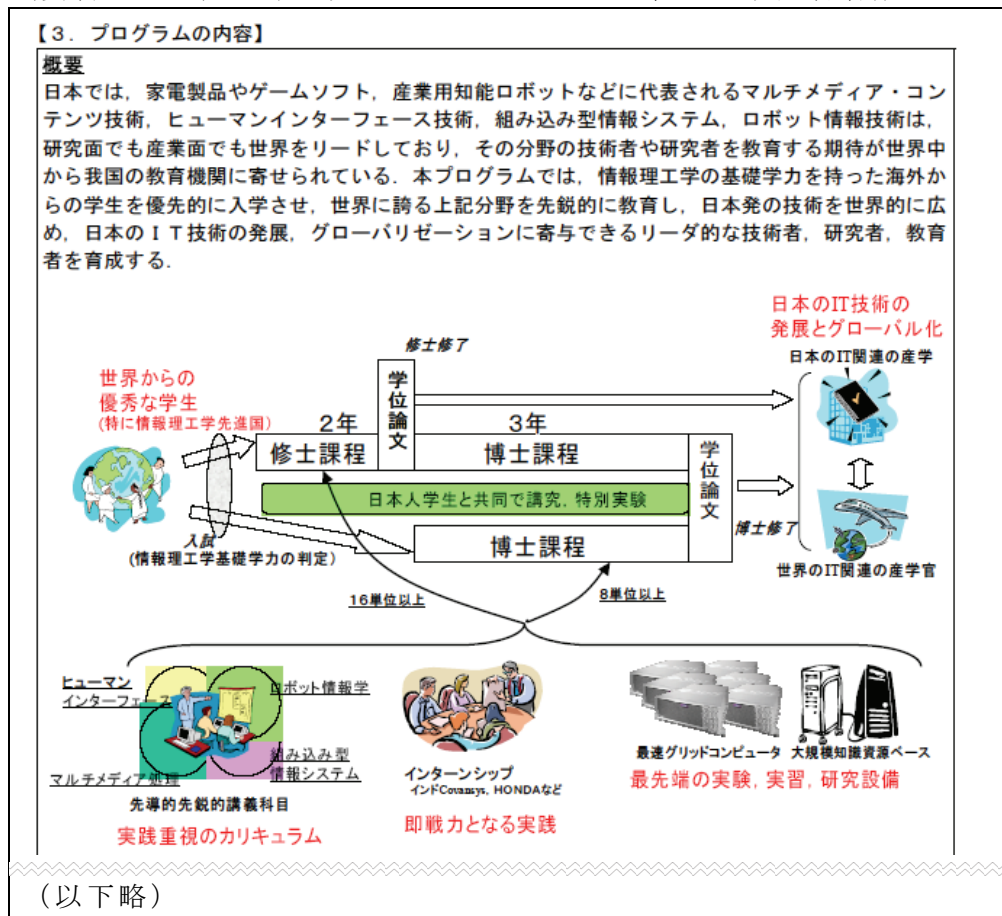 【３．プログラムの内容】
概要
日本では，家電製品やゲームソフト，産業用知能ロボットなどに代表されるマルチメディア・コン
テンツ技術，ヒューマンインターフェース技術，組み込み型情報システム，ロボット情報技術は，
研究面でも産業面でも世界をリードしており，その分野の技術者や研究者を教育する期待が世界中
から我国の教育機関に寄せられている．本プログラムでは，情報理工学の基礎学力を持った海外か
らの学生を優先的に入学させ，世界に誇る上記分野を先鋭的に教育し，日本発の技術を世界的に広
め，日本のＩＴ技術の発展，グローバリゼーションに寄与できるリーダ的な技術者，研究者，教育
者を育成する．
日本のIT技術の
発展とグローバル化
修士修了
日本のIT関連の産学
世界からの
優秀な学生
(特に情報理工学先進国)
学位論文
2年
3年
修士課程
博士課程
学位論文
日本人学生と共同で講究，特別実験
入試
(情報理工学基礎学力の判定)
博士課程
博士修了
世界のIT関連の産学官
16単位以上
8単位以上
ヒューマン
インターフェース
ロボット情報学
マルチメディア処理
組み込み型
情報システム
先導的先鋭的講義科目
実践重視のカリキュラム
インターンシップ
インドCovansys, HONDAなど
即戦力となる実践
最速グリッドコンピュータ 大規模知識資源ベース
最先端の実験, 実習, 研究設備
（以下略）